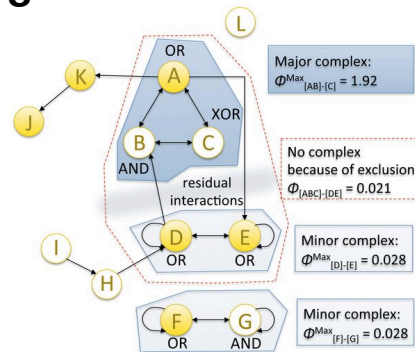 L
OR
K
A
Major complex:
Φ^Max_[AB]-[C] = 1.92
J
XOR
B
C
AND
No complex
because of exclusion:
Φ_[ABC]-[DE] = 0.021
residual
interactions
I
D
E
OR
OR
Minor complex:
Φ^Max_[D]-[E] = 0.028
H
F
G
OR
AND
Minor complex:
Φ^Max_[F]-[G] = 0.028